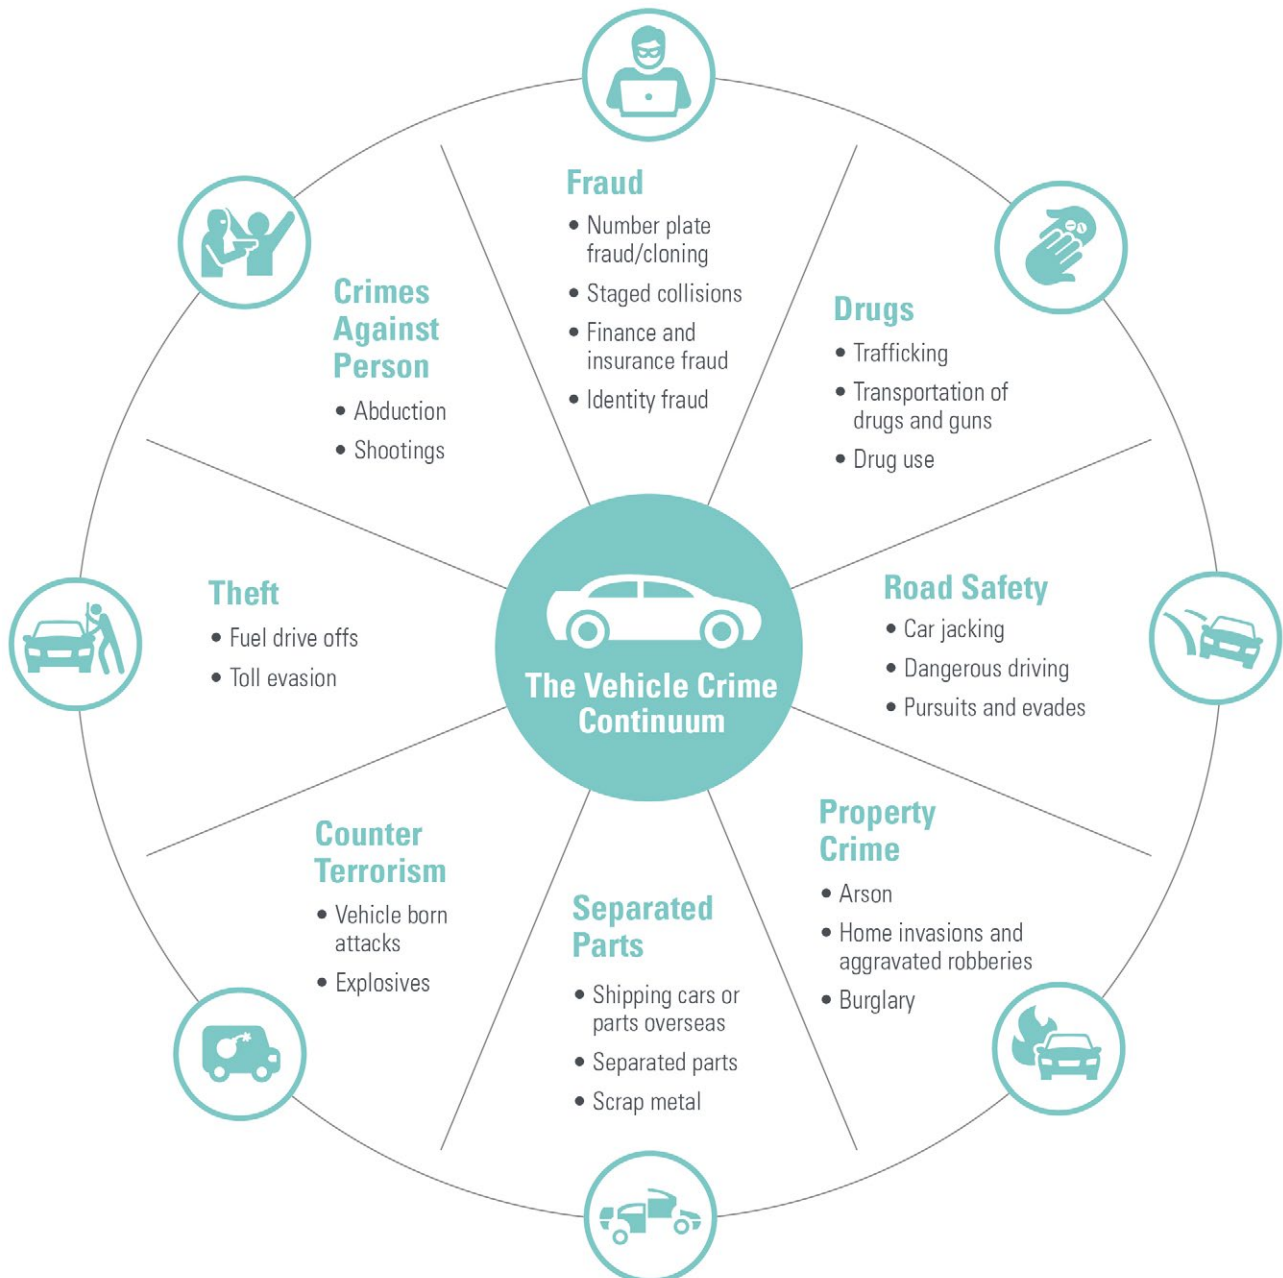 Fraud
• Number plate
fraud/cloning
• Staged collisions
• Finance and
insurance fraud
• Identity fraud
Drugs
• Trafficking
• Transportation of
drugs and guns
• Drug use
Road Safety
• Car jacking
• Dangerous driving
• Pursuits and evades
Property
Crime
• Arson
• Home invasions and
aggravated robberies
• Burglary
Separated
Parts
• Shipping cars or
parts overseas
• Separated parts
• Scrap metal
Counter
Terrorism
• Vehicle born
attacks
• Explosives
Theft
• Fuel drive offs
• Toll evasion
Crimes
Against
Person
• Abduction
• Shootings
The Vehicle Crime
Continuum